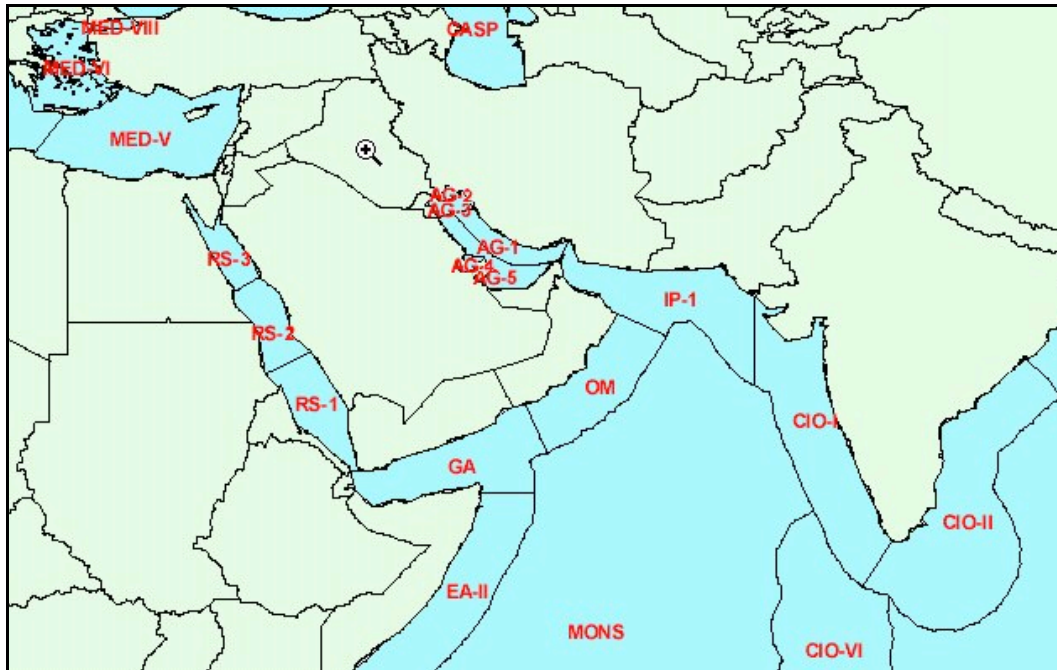 MED-VIII
CASP
MED-VI
MED-V
AG-2
AG-3
RS-3
AG-1
AG-4
AG-5
IP-1
RS-2
OM
RS-1
CIO-I
GA
CIO-II
EA-II
MONS
CIO-VI